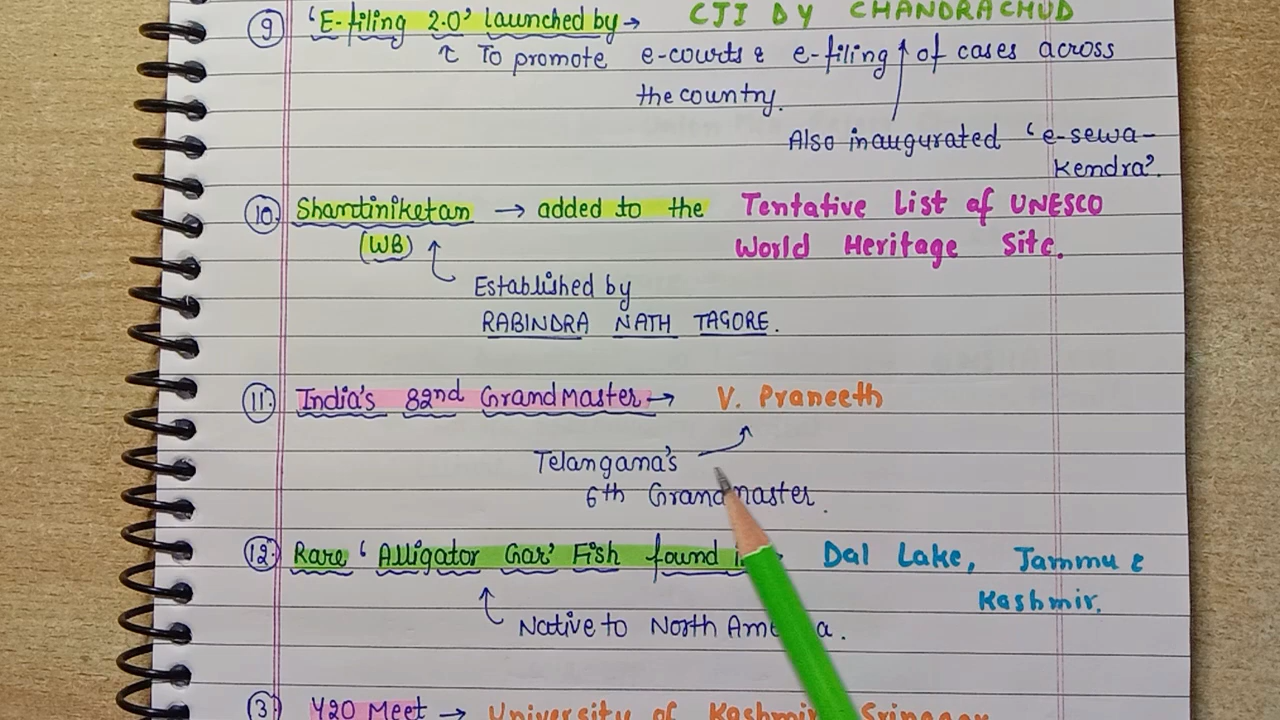 9 'E-filing 2.0' launched by → CJI DY CHANDRACHUD
To promote e-courts & e-filing of cases across
the country.
Also inaugurated 'e-sewa-
kendra'.
10. Shantiniketan → added to the Tentative List of UNESCO
(WB) World Heritage Site.
Established by
RABINDRA NATH TAGORE.
11. India's 82nd GrandMaster → V. Praneeth
Telangana's
6th Grandmaster.
12. Rare 'Alligator Gar' Fish found Dal Lake, Jammu &
Kashmir.
Native to North America.
13 Y20 Meet → University of Kashmir, Srinagar